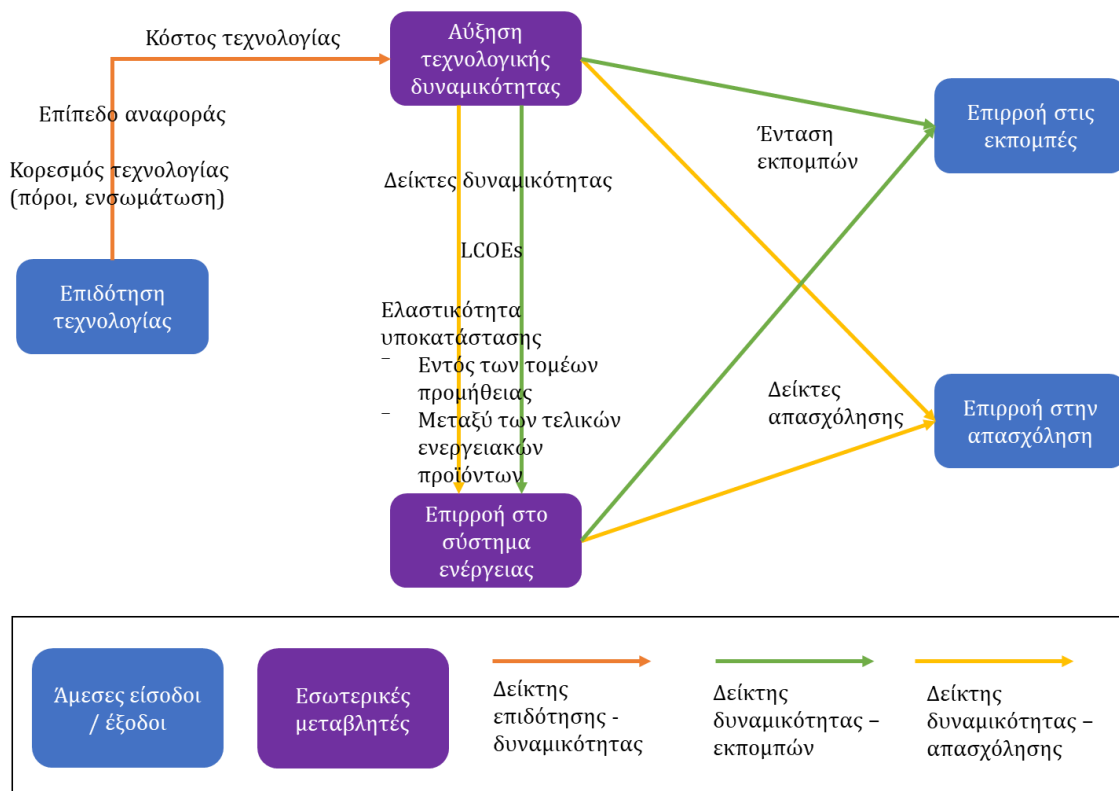 Κόστος τεχνολογίας
Αύξηση
τεχνολογικής
δυναμικότητας
Επίπεδο αναφοράς
Κορεσμός τεχνολογίας
(πόροι, ενσωμάτωση)
Επιδότηση
τεχνολογίας
Δείκτες δυναμικότητας
LCOEs
Ελαστικότητα
υποκατάστασης
– Εντός των τομέων
προμήθειας
– Μεταξύ των τελικών
ενεργειακών
προϊόντων
Επιρροή στο
σύστημα
ενέργειας
Ένταση
εκπομπών
Επιρροή στις
εκπομπές
Δείκτες
απασχόλησης
Επιρροή στην
απασχόληση
Άμεσες είσοδοι
/ έξοδοι
Εσωτερικές
μεταβλητές
Δείκτης
επιδότησης -
δυναμικότητας
Δείκτης
δυναμικότητας –
εκπομπών
Δείκτης
δυναμικότητας –
απασχόλησης